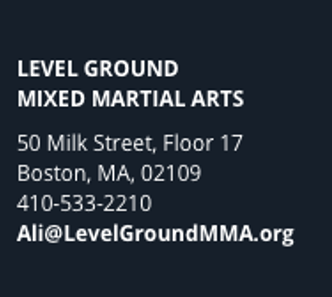 LEVEL GROUND
MIXED MARTIAL ARTS
50 Milk Street, Floor 17
Boston, MA, 02109
410-533-2210
Ali@LevelGroundMMA.org